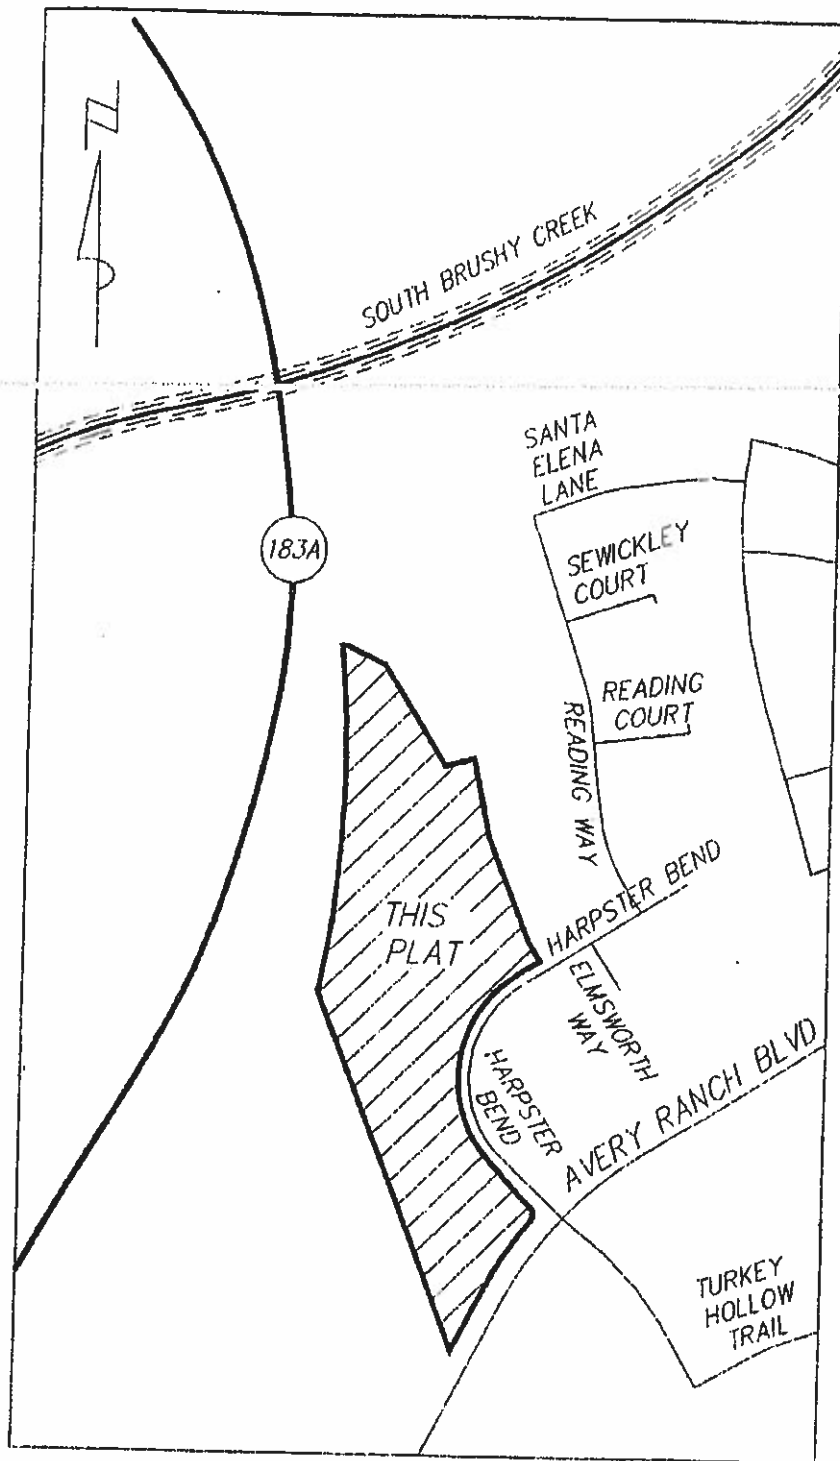 N
SOUTH BRUSHY CREEK
SANTA
ELENA
LANE
183A
SEWICKLEY
COURT
READING
COURT
READING WAY
THIS
PLAT
HARPSTER BEND
ELMSWORTH
WAY
HARPSTER
BEND
AVERY RANCH BLVD
TURKEY
HOLLOW
TRAIL